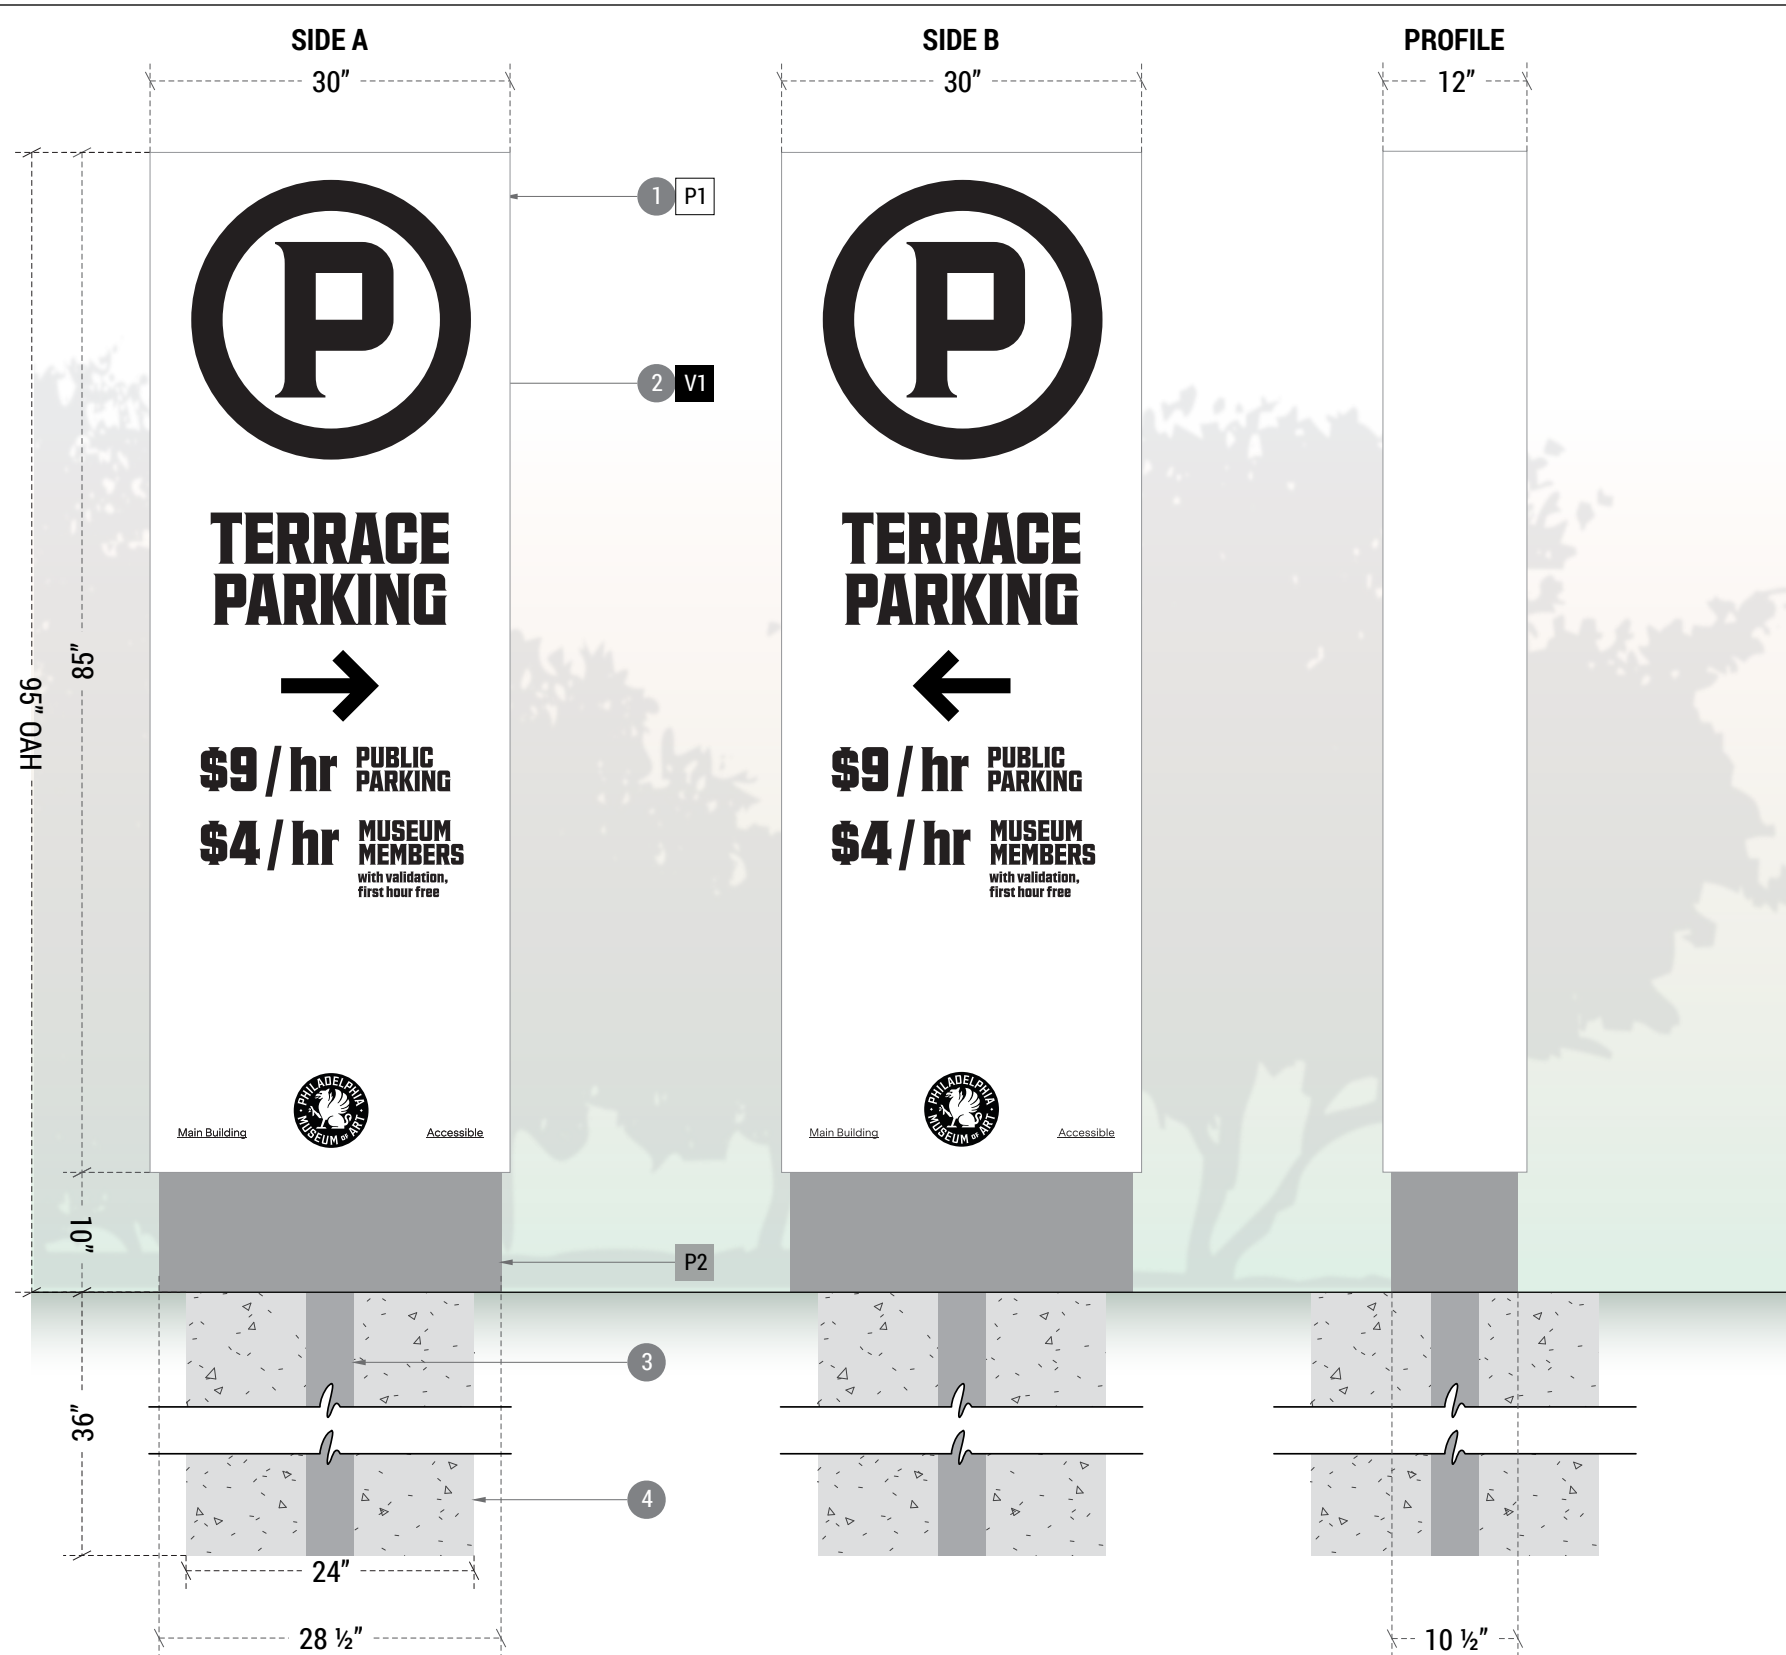 SIDE A
30”
SIDE B
30”
PROFILE
12”
1 P1
2 V1
95” OAH
85”
10”
36”
P
TERRACE
PARKING
→
$9/hr PUBLIC
PARKING
$4/hr MUSEUM
MEMBERS
with validation,
first hour free
Main Building
PHILADELPHIA
MUSEUM OF ART
Accessible
P
TERRACE
PARKING
←
$9/hr PUBLIC
PARKING
$4/hr MUSEUM
MEMBERS
with validation,
first hour free
Main Building
PHILADELPHIA
MUSEUM OF ART
Accessible
P2
3
4
24”
28 ½”
10 ½”